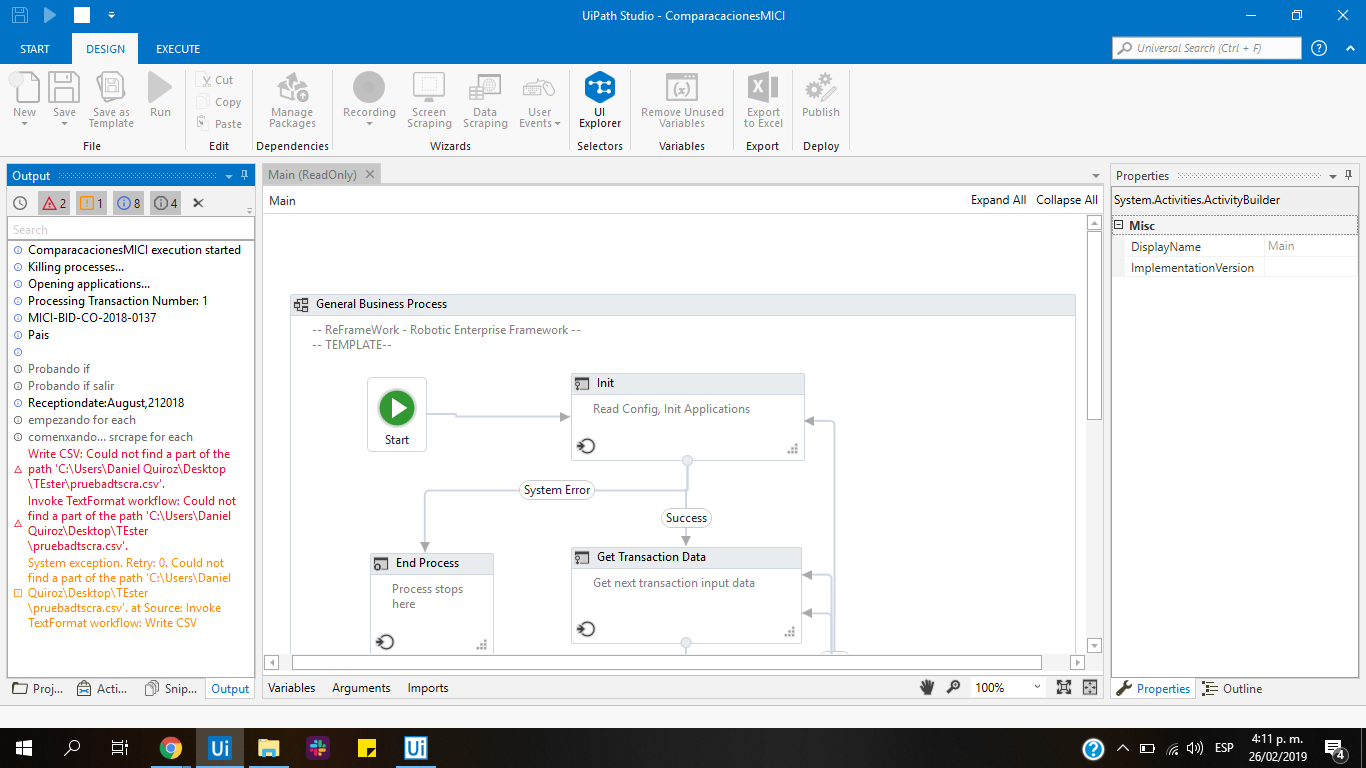 UiPath Studio - ComparacacionesMICI
START
DESIGN
EXECUTE
Universal Search (Ctrl + F)
New
Save
Save as
Template
Run
File
Cut
Copy
Paste
Edit
Manage
Packages
Dependencies
Recording
Screen
Scraping
Data
Scraping
User
Events
Wizards
UI
Explorer
Selectors
Remove Unused
Variables
Variables
Export
to Excel
Export
Publish
Deploy
Output
2
1
8
4
Search
ComparacacionesMICI execution started
Killing processes...
Opening applications...
Processing Transaction Number: 1
MICI-BID-CO-2018-0137
Pais
Probando if
Probando if salir
Receptiondate:August,212018
empezando for each
comenxando... srcrape for each
Write CSV: Could not find a part of the
path 'C:\Users\Daniel Quiroz\Desktop
\TEster\pruebadtscra.csv'.
Invoke TextFormat workflow: Could not
find a part of the path 'C:\Users\Daniel
Quiroz\Desktop\TEster
\pruebadtscra.csv'.
System exception. Retry: 0. Could not
find a part of the path 'C:\Users\Daniel
Quiroz\Desktop\TEster
\pruebadtscra.csv'. at Source: Invoke
TextFormat workflow: Write CSV
Proj...
Acti...
Snip...
Output
Main (ReadOnly)
Main
Expand All
Collapse All
General Business Process
-- ReFrameWork - Robotic Enterprise Framework --
-- TEMPLATE--
Start
Init
Read Config, Init Applications
System Error
Success
End Process
Process stops
here
Get Transaction Data
Get next transaction input data
Variables
Arguments
Imports
100%
Properties
System.Activities.ActivityBuilder
Misc
DisplayName
Main
ImplementationVersion
Properties
Outline
Ui
Ui
ESP
4:11 p. m.
26/02/2019
4